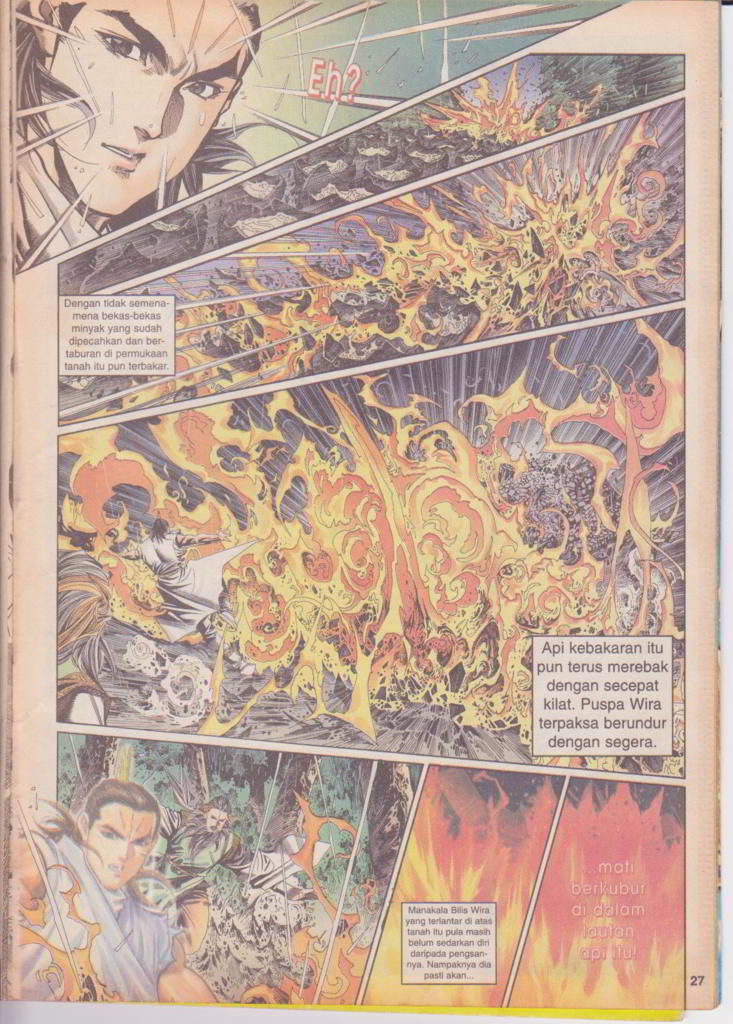 Eh?
Dengan tidak semena-
mena bekas-bekas
minyak yang sudah
dipecahkan dan ber-
taburan di permukaan
tanah itu pun terbakar.
Api kebakaran itu
pun terus merebak
dengan secepat
kilat. Puspa Wira
terpaksa berundur
dengan segera.
Manakala Bilis Wira
yang terlantar di atas
tanah itu pula masih
belum sedarkan diri
daripada pengsan-
nya. Nampaknya dia
pasti akan...
...mati
berkubur
di dalam
lautan
api itu!
27